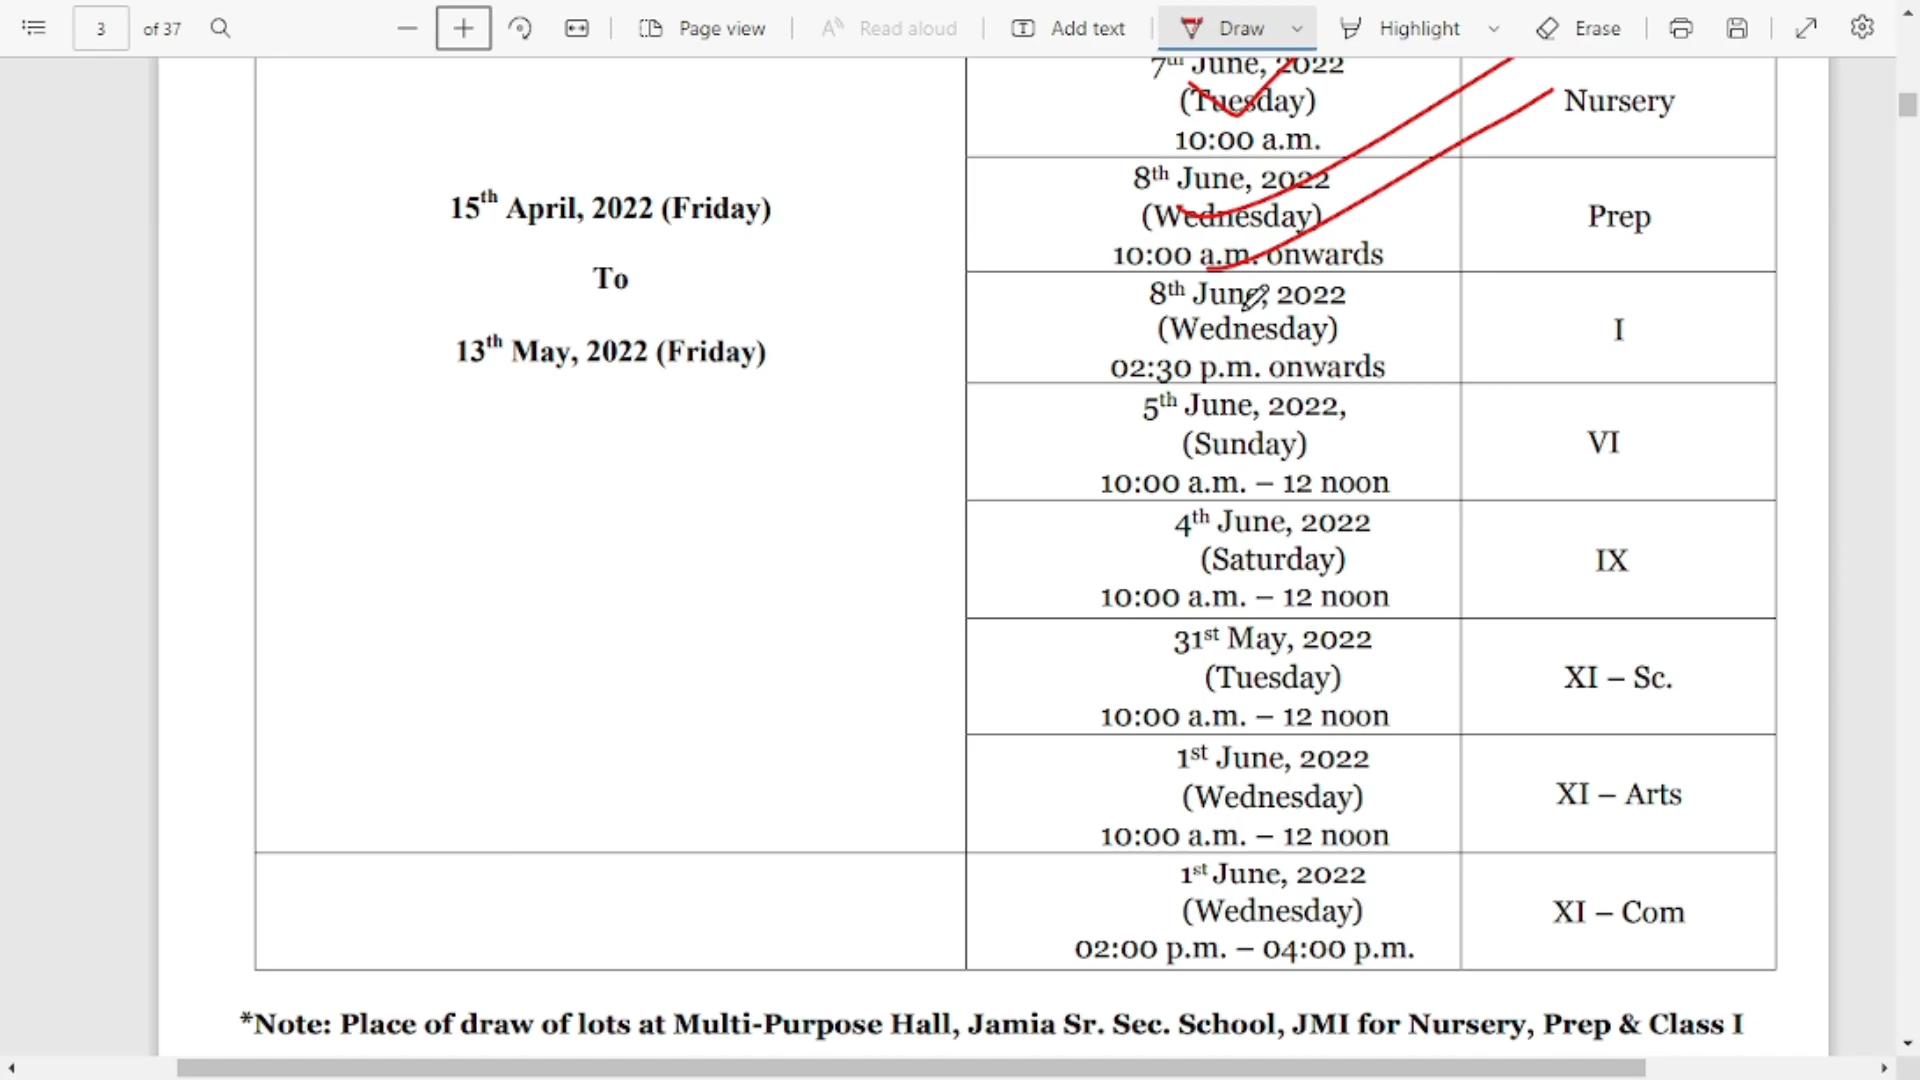 3 of 37 Page view Read aloud Add text Draw Highlight Erase
7th June, 2022
(Tuesday)
10:00 a.m.
Nursery
15th April, 2022 (Friday)
To
13th May, 2022 (Friday)
8th June, 2022
(Wednesday)
10:00 a.m. onwards
Prep
8th June, 2022
(Wednesday)
02:30 p.m. onwards
I
5th June, 2022,
(Sunday)
10:00 a.m. – 12 noon
VI
4th June, 2022
(Saturday)
10:00 a.m. – 12 noon
IX
31st May, 2022
(Tuesday)
10:00 a.m. – 12 noon
XI – Sc.
1st June, 2022
(Wednesday)
10:00 a.m. – 12 noon
XI – Arts
1st June, 2022
(Wednesday)
02:00 p.m. – 04:00 p.m.
XI – Com
*Note: Place of draw of lots at Multi-Purpose Hall, Jamia Sr. Sec. School, JMI for Nursery, Prep & Class I